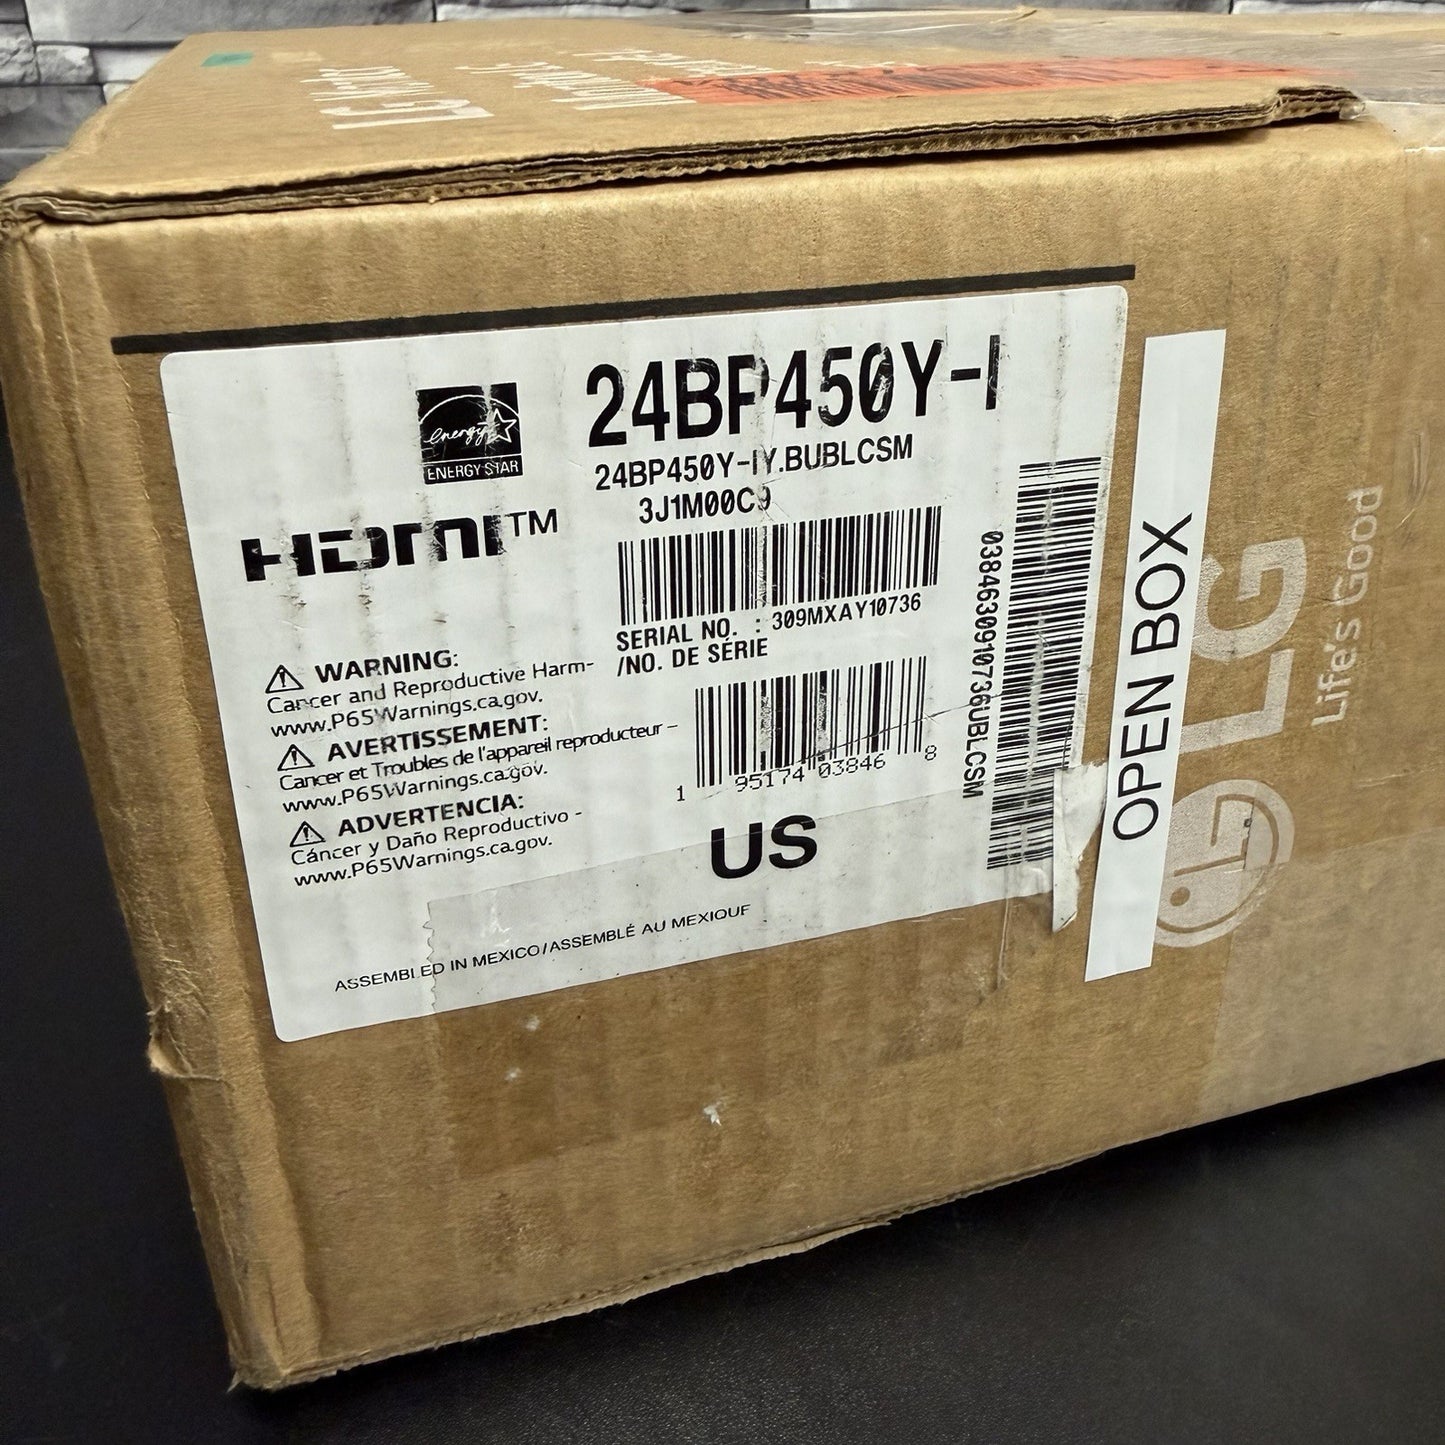 24BP450Y-I
24BP450Y-IY.BUBLCSM
3J1M00C9
energy
ENERGY STAR
HDMI™
SERIAL NO. : 309MXAY10736
/NO. DE SÉRIE
WARNING:
Cancer and Reproductive Harm-
www.P65Warnings.ca.gov.
AVERTISSEMENT:
Cancer et Troubles de l'appareil reproducteur –
www.P65Warnings.ca.gov.
ADVERTENCIA:
Cáncer y Daño Reproductivo -
www.P65Warnings.ca.gov.
1 95174 03846 8
US
ASSEMBLED IN MEXICO/ASSEMBLÉ AU MEXIQUE
0384630910736UBLCSM
OPEN BOX
LG
Life's Good